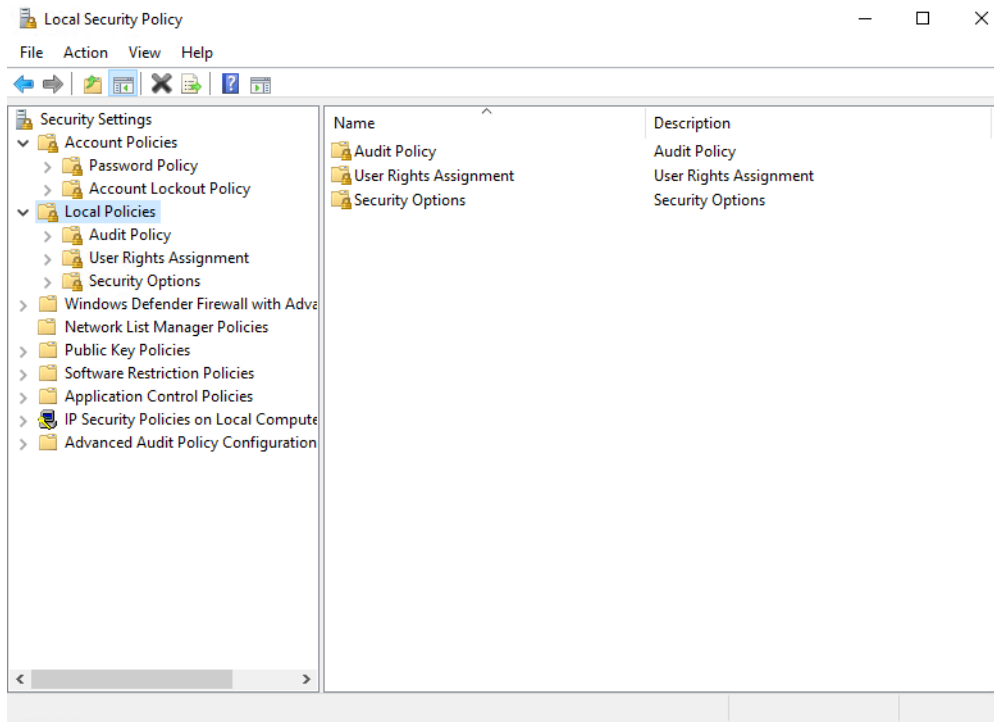 Local Security Policy
File Action View Help
Security Settings
Account Policies
Password Policy
Account Lockout Policy
Local Policies
Audit Policy
User Rights Assignment
Security Options
Windows Defender Firewall with Adva
Network List Manager Policies
Public Key Policies
Software Restriction Policies
Application Control Policies
IP Security Policies on Local Compute
Advanced Audit Policy Configuration
Name Description
Audit Policy Audit Policy
User Rights Assignment User Rights Assignment
Security Options Security Options